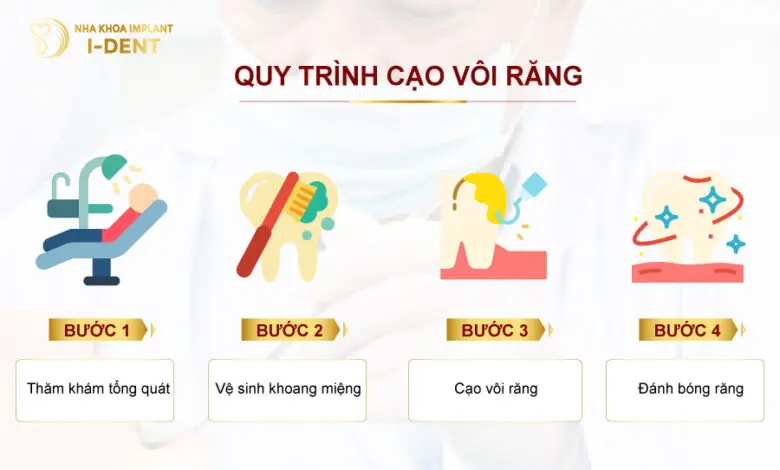 NHA KHOA IMPLANT
I-DENT
QUY TRÌNH CẠO VÔI RĂNG
BƯỚC 1
BƯỚC 2
BƯỚC 3
BƯỚC 4
Thăm khám tổng quát
Vệ sinh khoang miệng
Cạo vôi răng
Đánh bóng răng